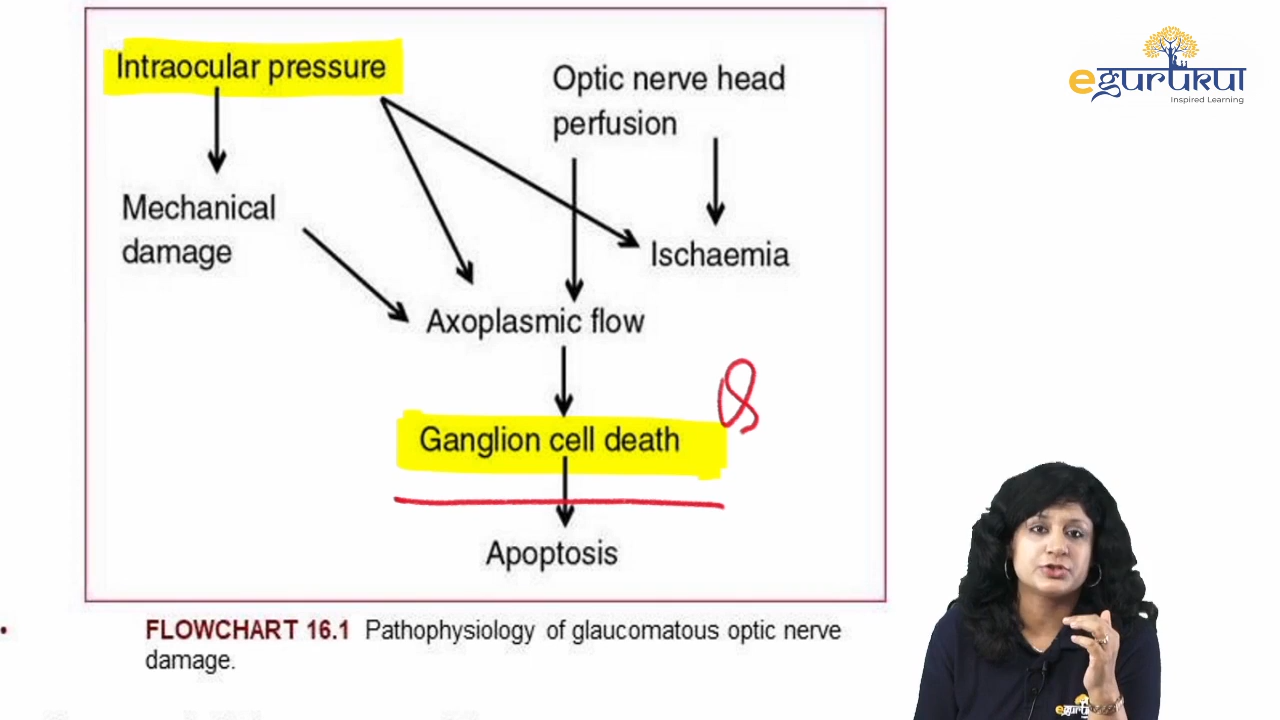 Intraocular pressure
Optic nerve head
perfusion
Mechanical
damage
Ischaemia
Axoplasmic flow
Ganglion cell death
Apoptosis
• FLOWCHART 16.1 Pathophysiology of glaucomatous optic nerve
damage.
egurukul
Inspired Learning